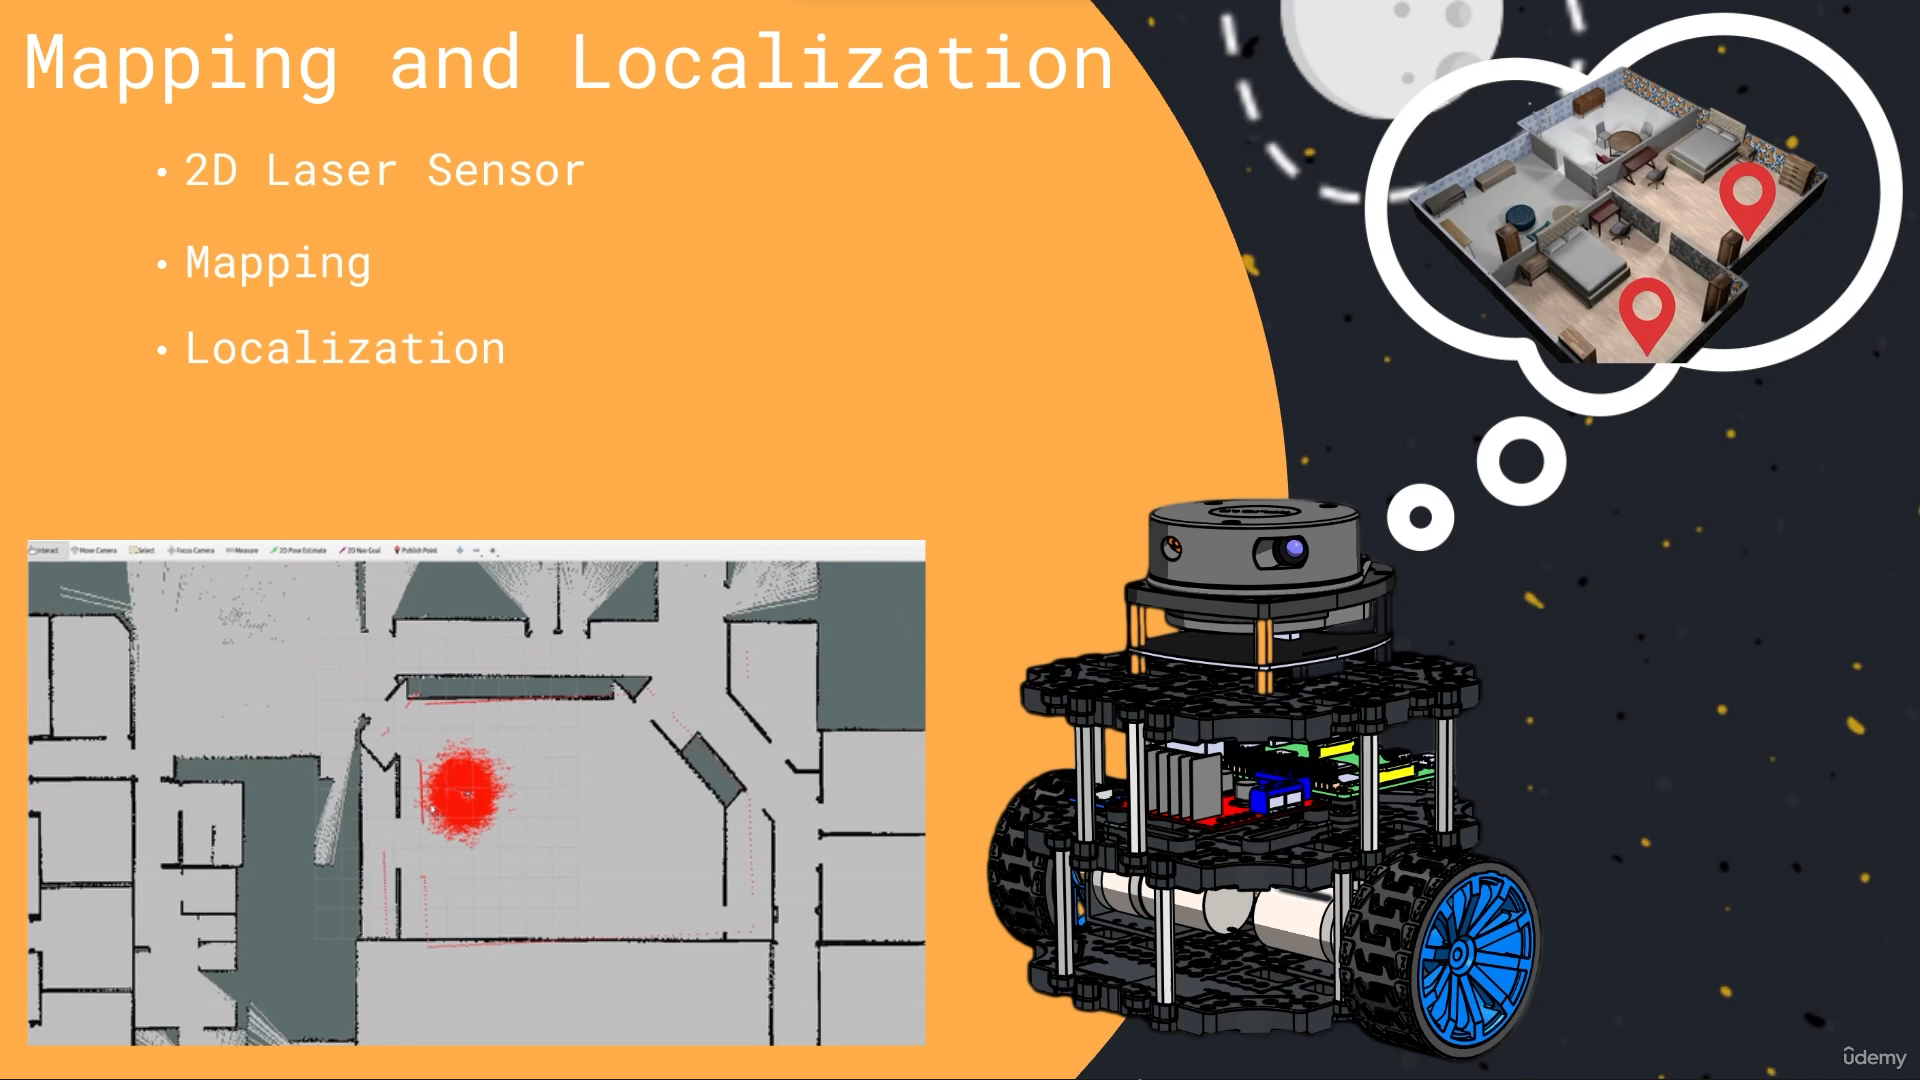 Mapping and Localization
• 2D Laser Sensor
• Mapping
• Localization
Interact Move Camera Select Focus Camera Measure 2D Pose Estimate 2D Nav Goal Publish Point
ûdemy